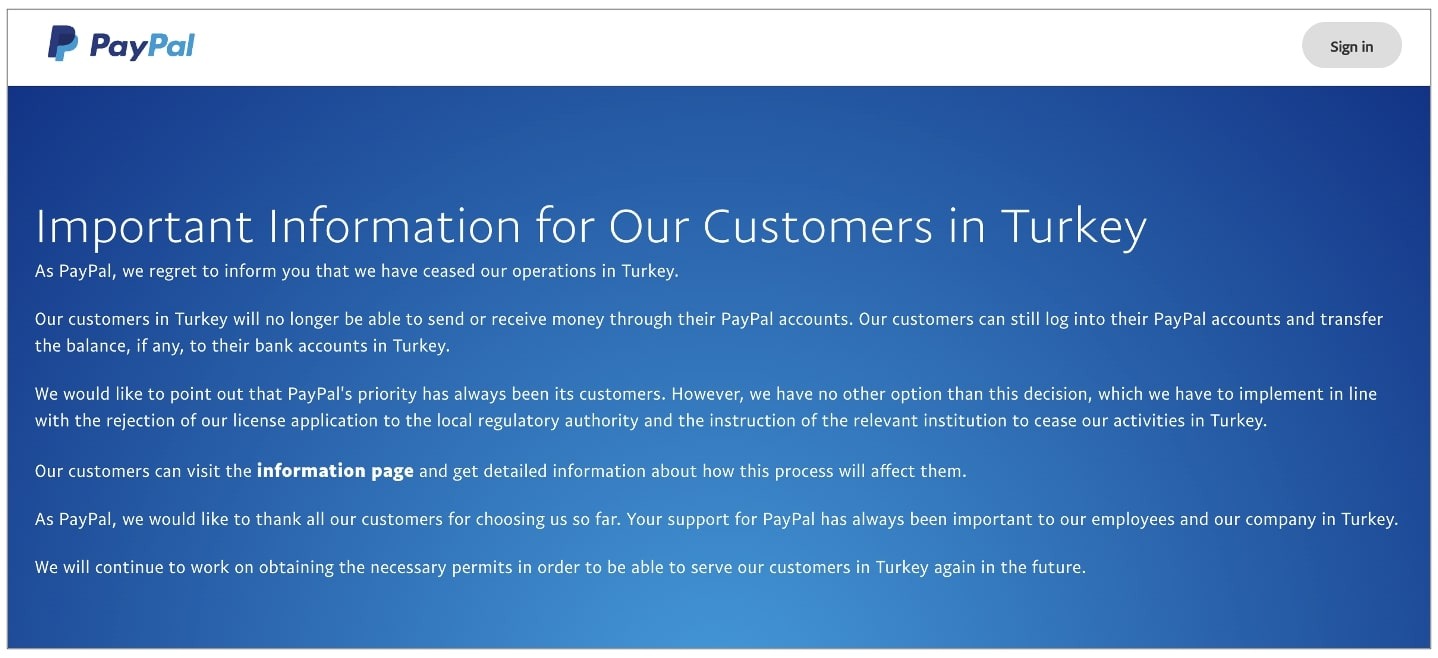 PayPal
Sign in
Important Information for Our Customers in Turkey
As PayPal, we regret to inform you that we have ceased our operations in Turkey.
Our customers in Turkey will no longer be able to send or receive money through their PayPal accounts. Our customers can still log into their PayPal accounts and transfer
the balance, if any, to their bank accounts in Turkey.
We would like to point out that PayPal's priority has always been its customers. However, we have no other option than this decision, which we have to implement in line
with the rejection of our license application to the local regulatory authority and the instruction of the relevant institution to cease our activities in Turkey.
Our customers can visit the information page and get detailed information about how this process will affect them.
As PayPal, we would like to thank all our customers for choosing us so far. Your support for PayPal has always been important to our employees and our company in Turkey.
We will continue to work on obtaining the necessary permits in order to be able to serve our customers in Turkey again in the future.